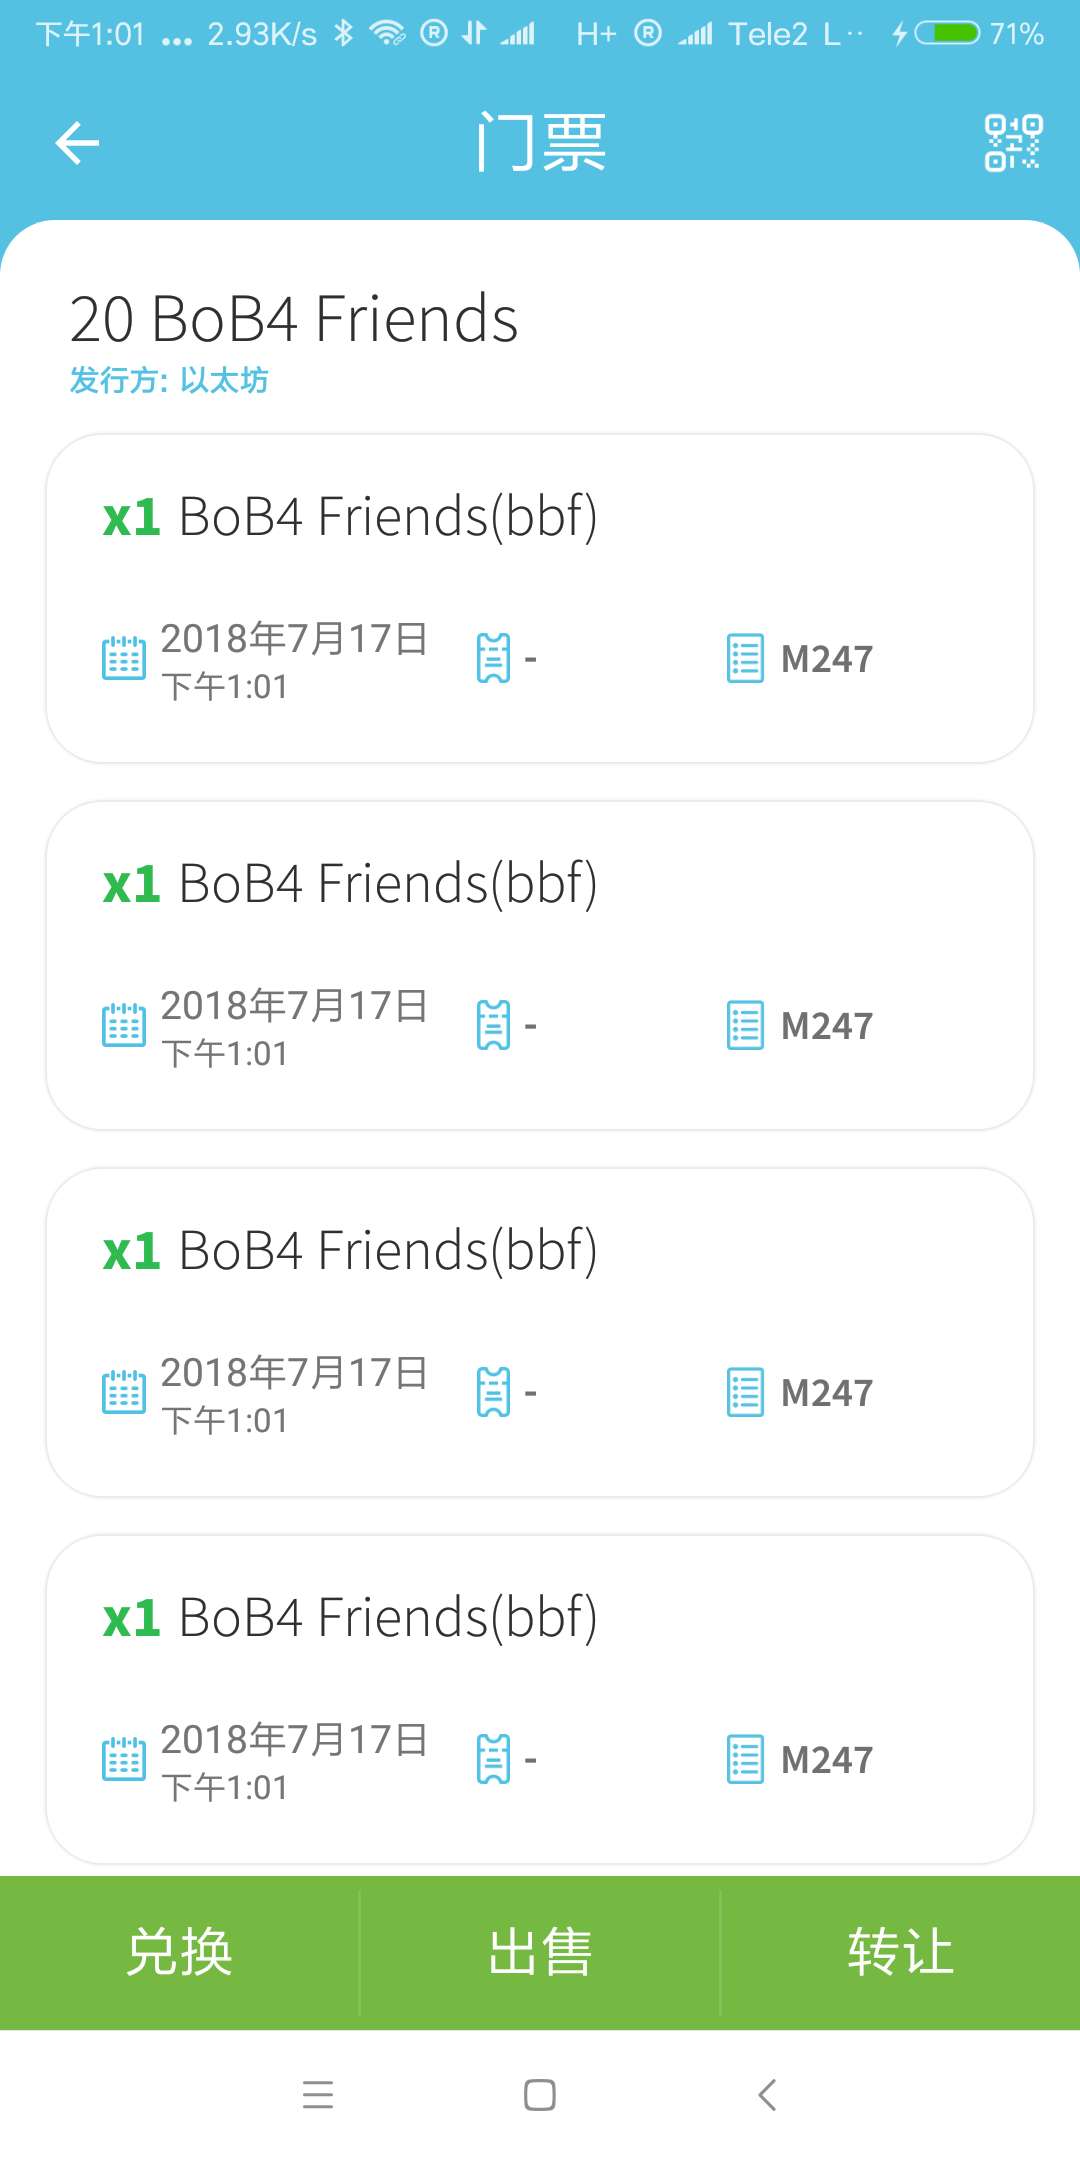 下午1:01 ... 2.93K/s H+ Tele2 L·· 71%
门票
20 BoB4 Friends
发行方: 以太坊
x1 BoB4 Friends(bbf)
2018年7月17日
下午1:01
-
M247
x1 BoB4 Friends(bbf)
2018年7月17日
下午1:01
-
M247
x1 BoB4 Friends(bbf)
2018年7月17日
下午1:01
-
M247
x1 BoB4 Friends(bbf)
2018年7月17日
下午1:01
-
M247
兑换 出售 转让